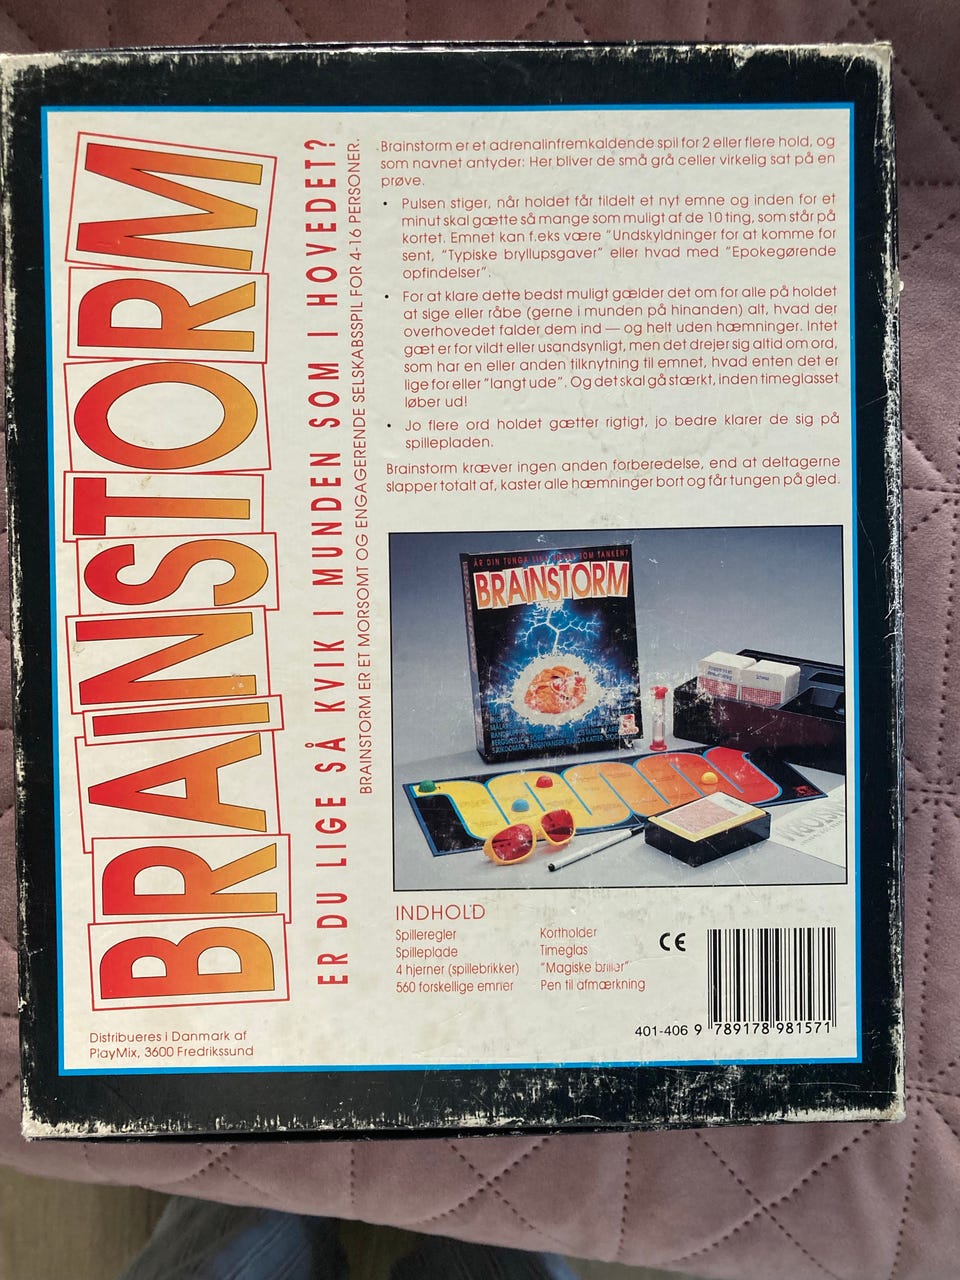 BRAINSTORM
ER DU LIGE SÅ KVIK I MUNDEN SOM I HOVEDET?
BRAINSTORM ER ET MORSOMT OG ENGAGERENDE SELSKABSSPIL FOR 4-16 PERSONER.
Brainstorm er et adrenalinfremkaldende spil for 2 eller flere hold, og
som navnet antyder: Her bliver de små grå celler virkelig sat på en
prøve.
• Pulsen stiger, når holdet får tildelt et nyt emne og inden for et
minut skal gætte så mange som muligt af de 10 ting, som står på
kortet. Emnet kan f.eks være "Undskyldninger for at komme for
sent, "Typiske bryllupsgaver" eller hvad med "Epokegørende
opfindelser".
• For at klare dette bedst muligt gælder det om for alle på holdet
at sige eller råbe (gerne i munden på hinanden) alt, hvad der
overhovedet falder dem ind — og helt uden hæmninger. Intet
gæt er for vildt eller usandsynligt, men det drejer sig altid om ord,
som har en eller anden tilknytning til emnet, hvad enten det er
lige for eller "langt ude". Og det skal gå stærkt, inden timeglasset
løber ud!
• Jo flere ord holdet gætter rigtigt, jo bedre klarer de sig på
spillepladen.
Brainstorm kræver ingen anden forberedelse, end at deltagerne
slapper totalt af, kaster alle hæmninger bort og får tungen på gled.
ÄR DIN TUNGA SOM TANKEN?
BRAINSTORM
INDHOLD
Spilleregler
Spilleplade
4 hjerner (spillebrikker)
560 forskellige emner
Kortholder
Timeglas
"Magiske briller"
Pen til afmærkning
CE
401-406 9 789178 981571
Distribueres i Danmark af
PlayMix, 3600 Fredrikssund